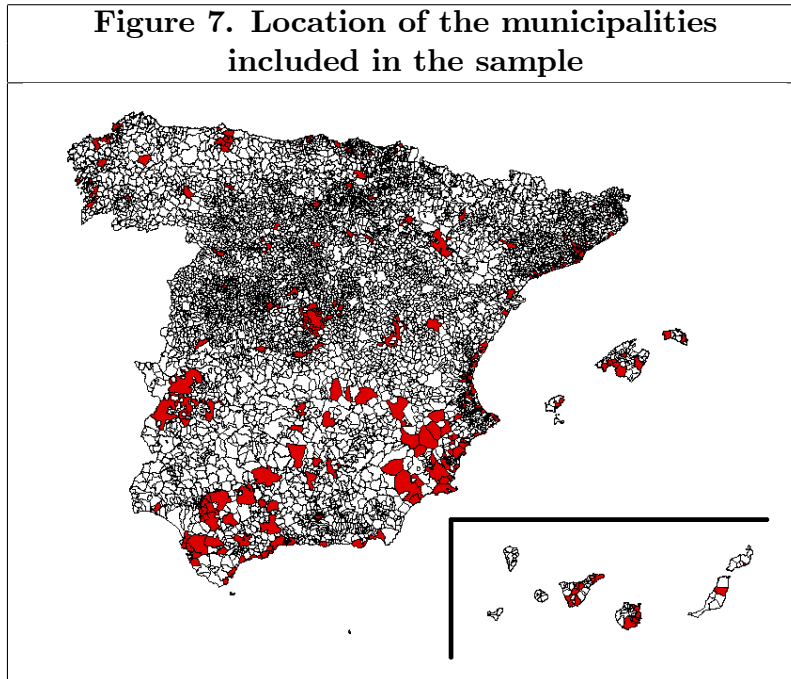 Figure 7. Location of the municipalities
included in the sample